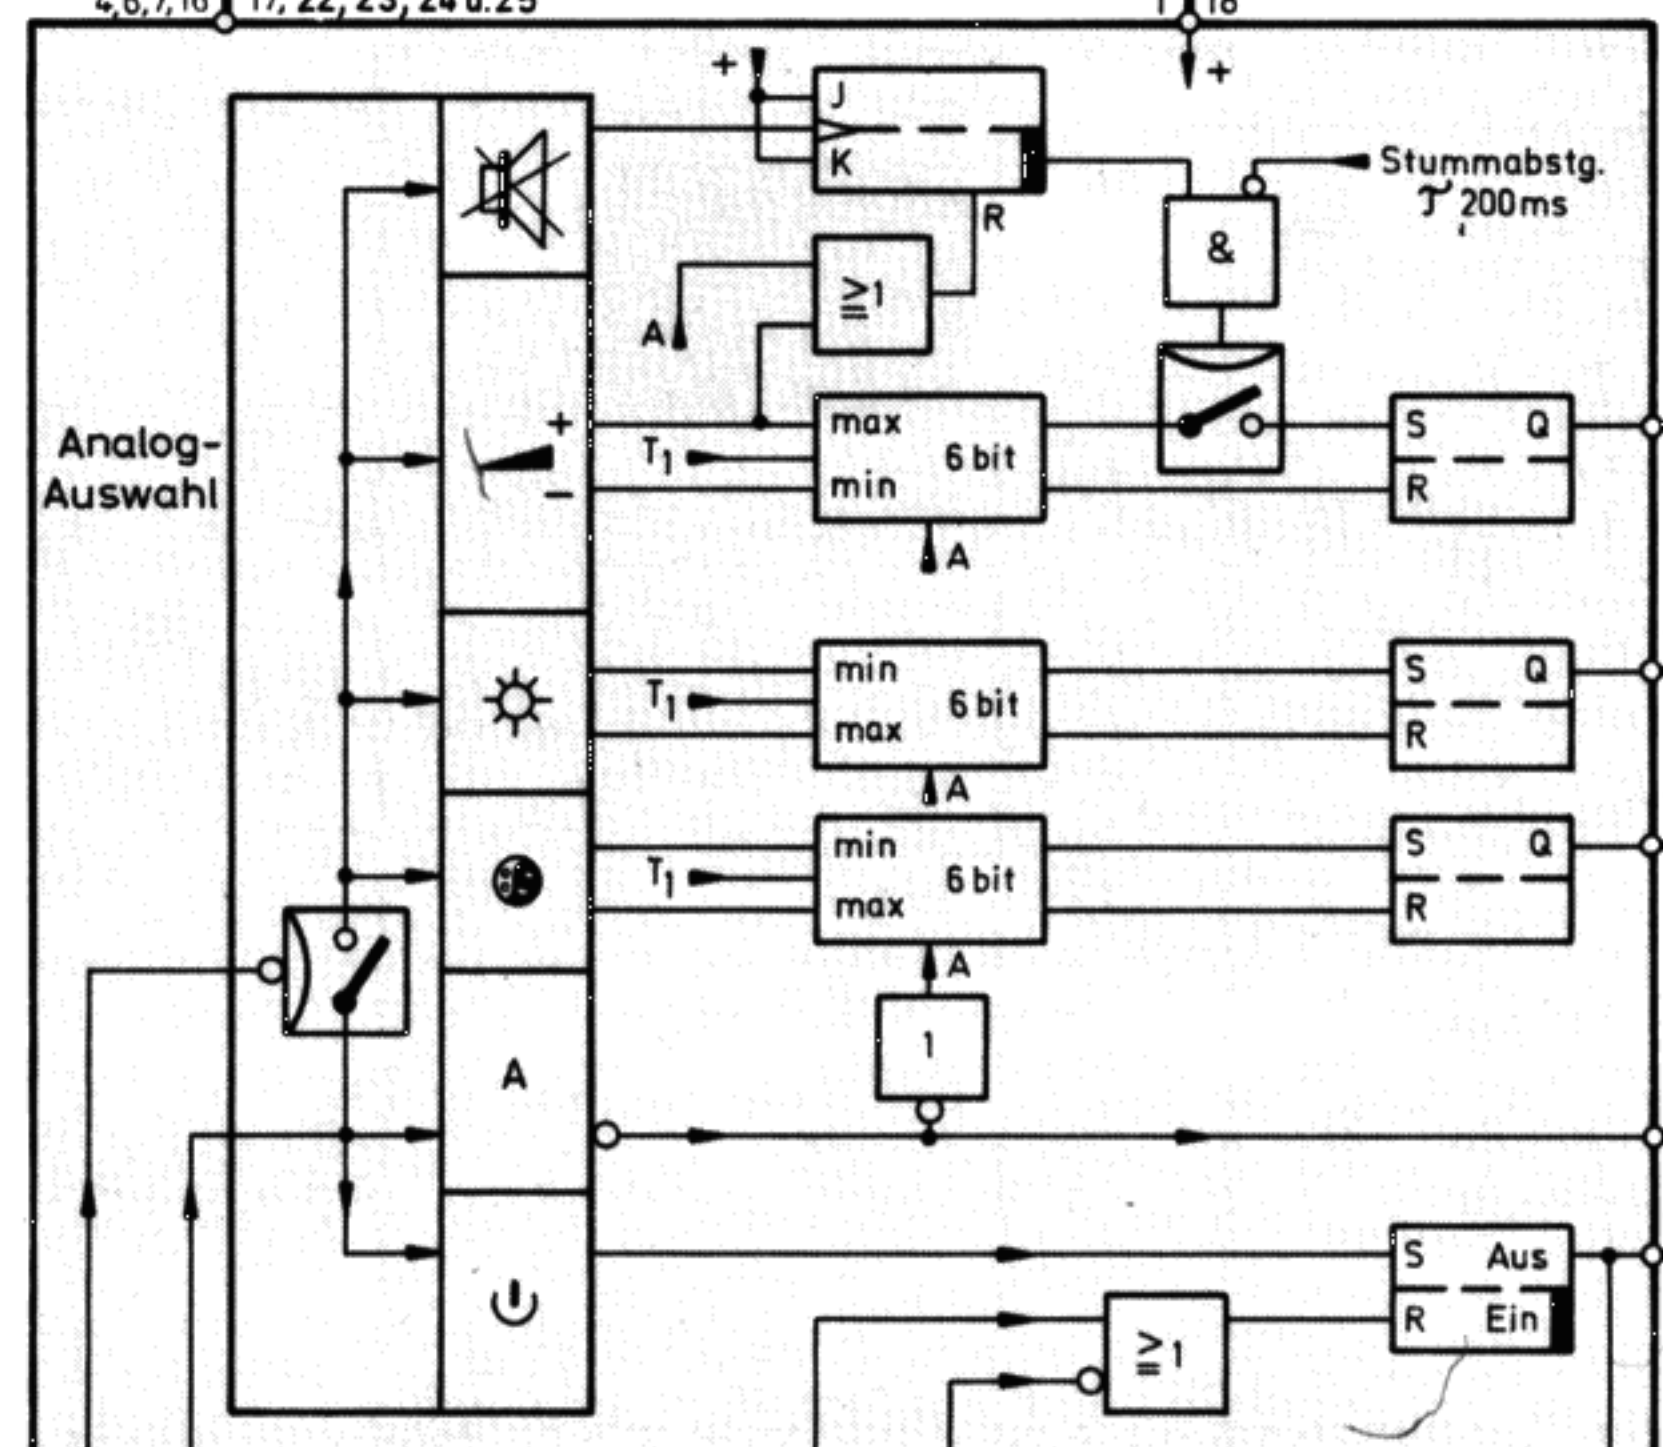 4,6,7,16 17, 22, 23, 24 u. 25
1 18
+ +
J
K
R
Stummabstg.
200ms
&
≥1
A
Analog-
Auswahl
+
−
T1
max
min
6 bit
A
S Q
R
T1
min
max
6 bit
A
S Q
R
T1
min
max
6 bit
A
S Q
R
1
A
S Aus
R Ein
≥1